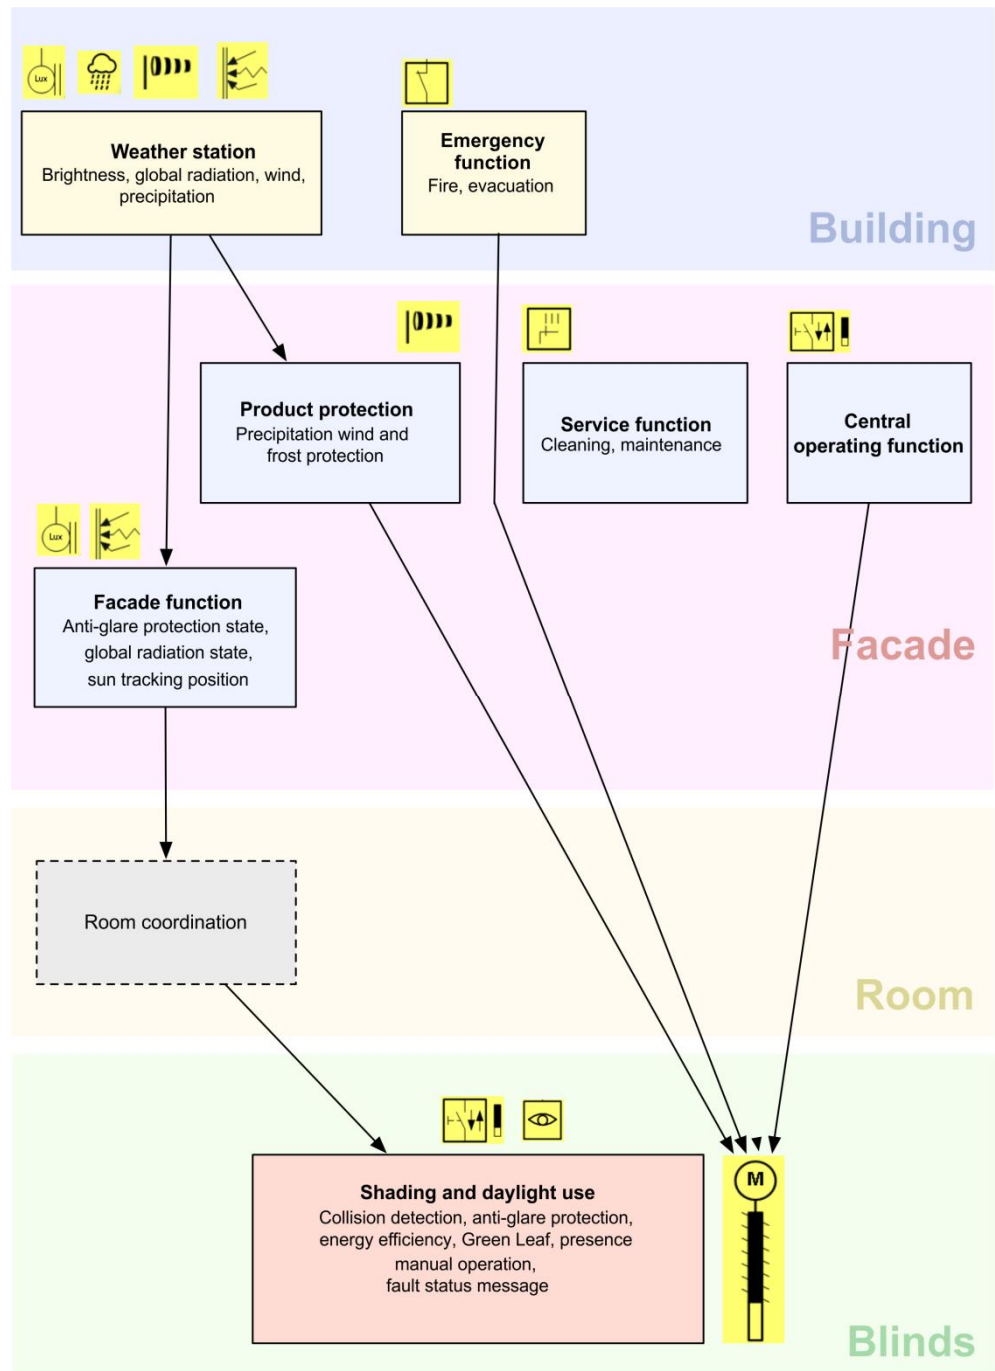 Lux
Weather station
Brightness, global radiation, wind,
precipitation
Emergency
function
Fire, evacuation
Building
Product protection
Precipitation wind and
frost protection
Service function
Cleaning, maintenance
Central
operating function
Lux
Facade function
Anti-glare protection state,
global radiation state,
sun tracking position
Facade
Room coordination
Room
Shading and daylight use
Collision detection, anti-glare protection,
energy efficiency, Green Leaf, presence
manual operation,
fault status message
M
Blinds